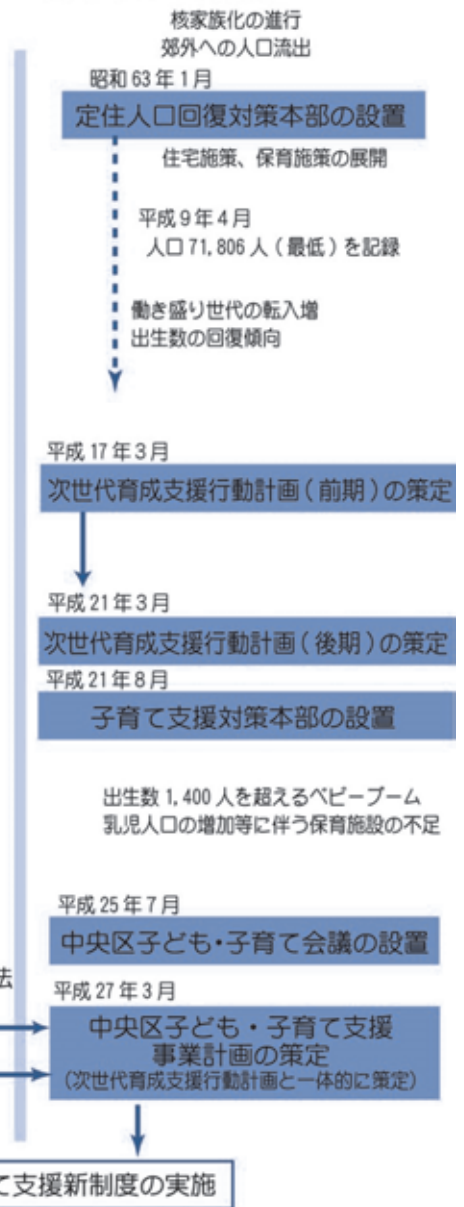 核家族化の進行
郊外への人口流出
昭和63年1月
定住人口回復対策本部の設置
住宅施策、保育施策の展開
平成9年4月
人口71,806人(最低)を記録
働き盛り世代の転入増
出生数の回復傾向
平成17年3月
次世代育成支援行動計画(前期)の策定
平成21年3月
次世代育成支援行動計画(後期)の策定
平成21年8月
子育て支援対策本部の設置
出生数1,400人を超えるベビーブーム
乳児人口の増加等に伴う保育施設の不足
平成25年7月
中央区子ども・子育て会議の設置
法
平成27年3月
中央区子ども・子育て支援
事業計画の策定
(次世代育成支援行動計画と一体的に策定)
て支援新制度の実施